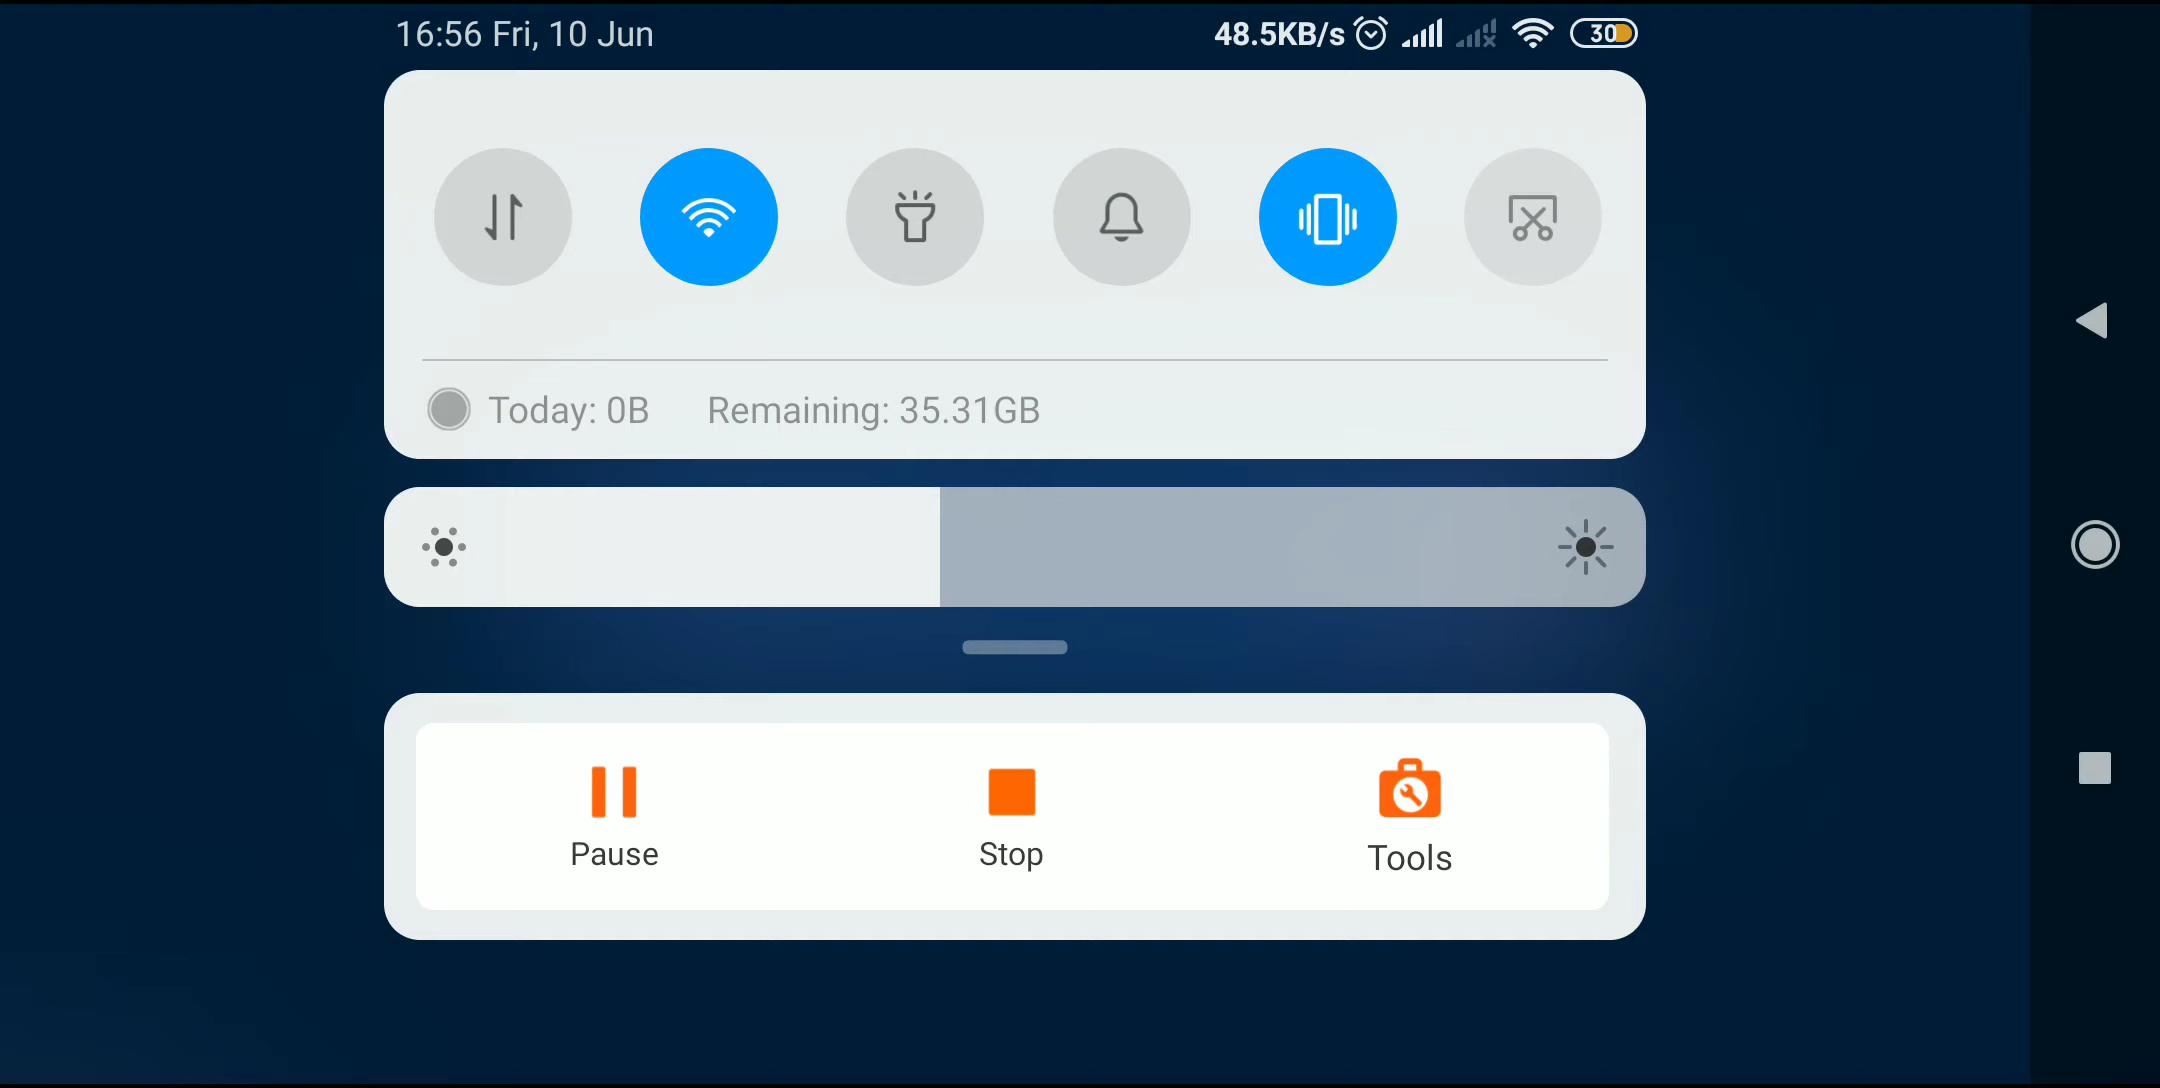 16:56 Fri, 10 Jun 48.5KB/s 30
Today: 0B Remaining: 35.31GB
Pause Stop Tools